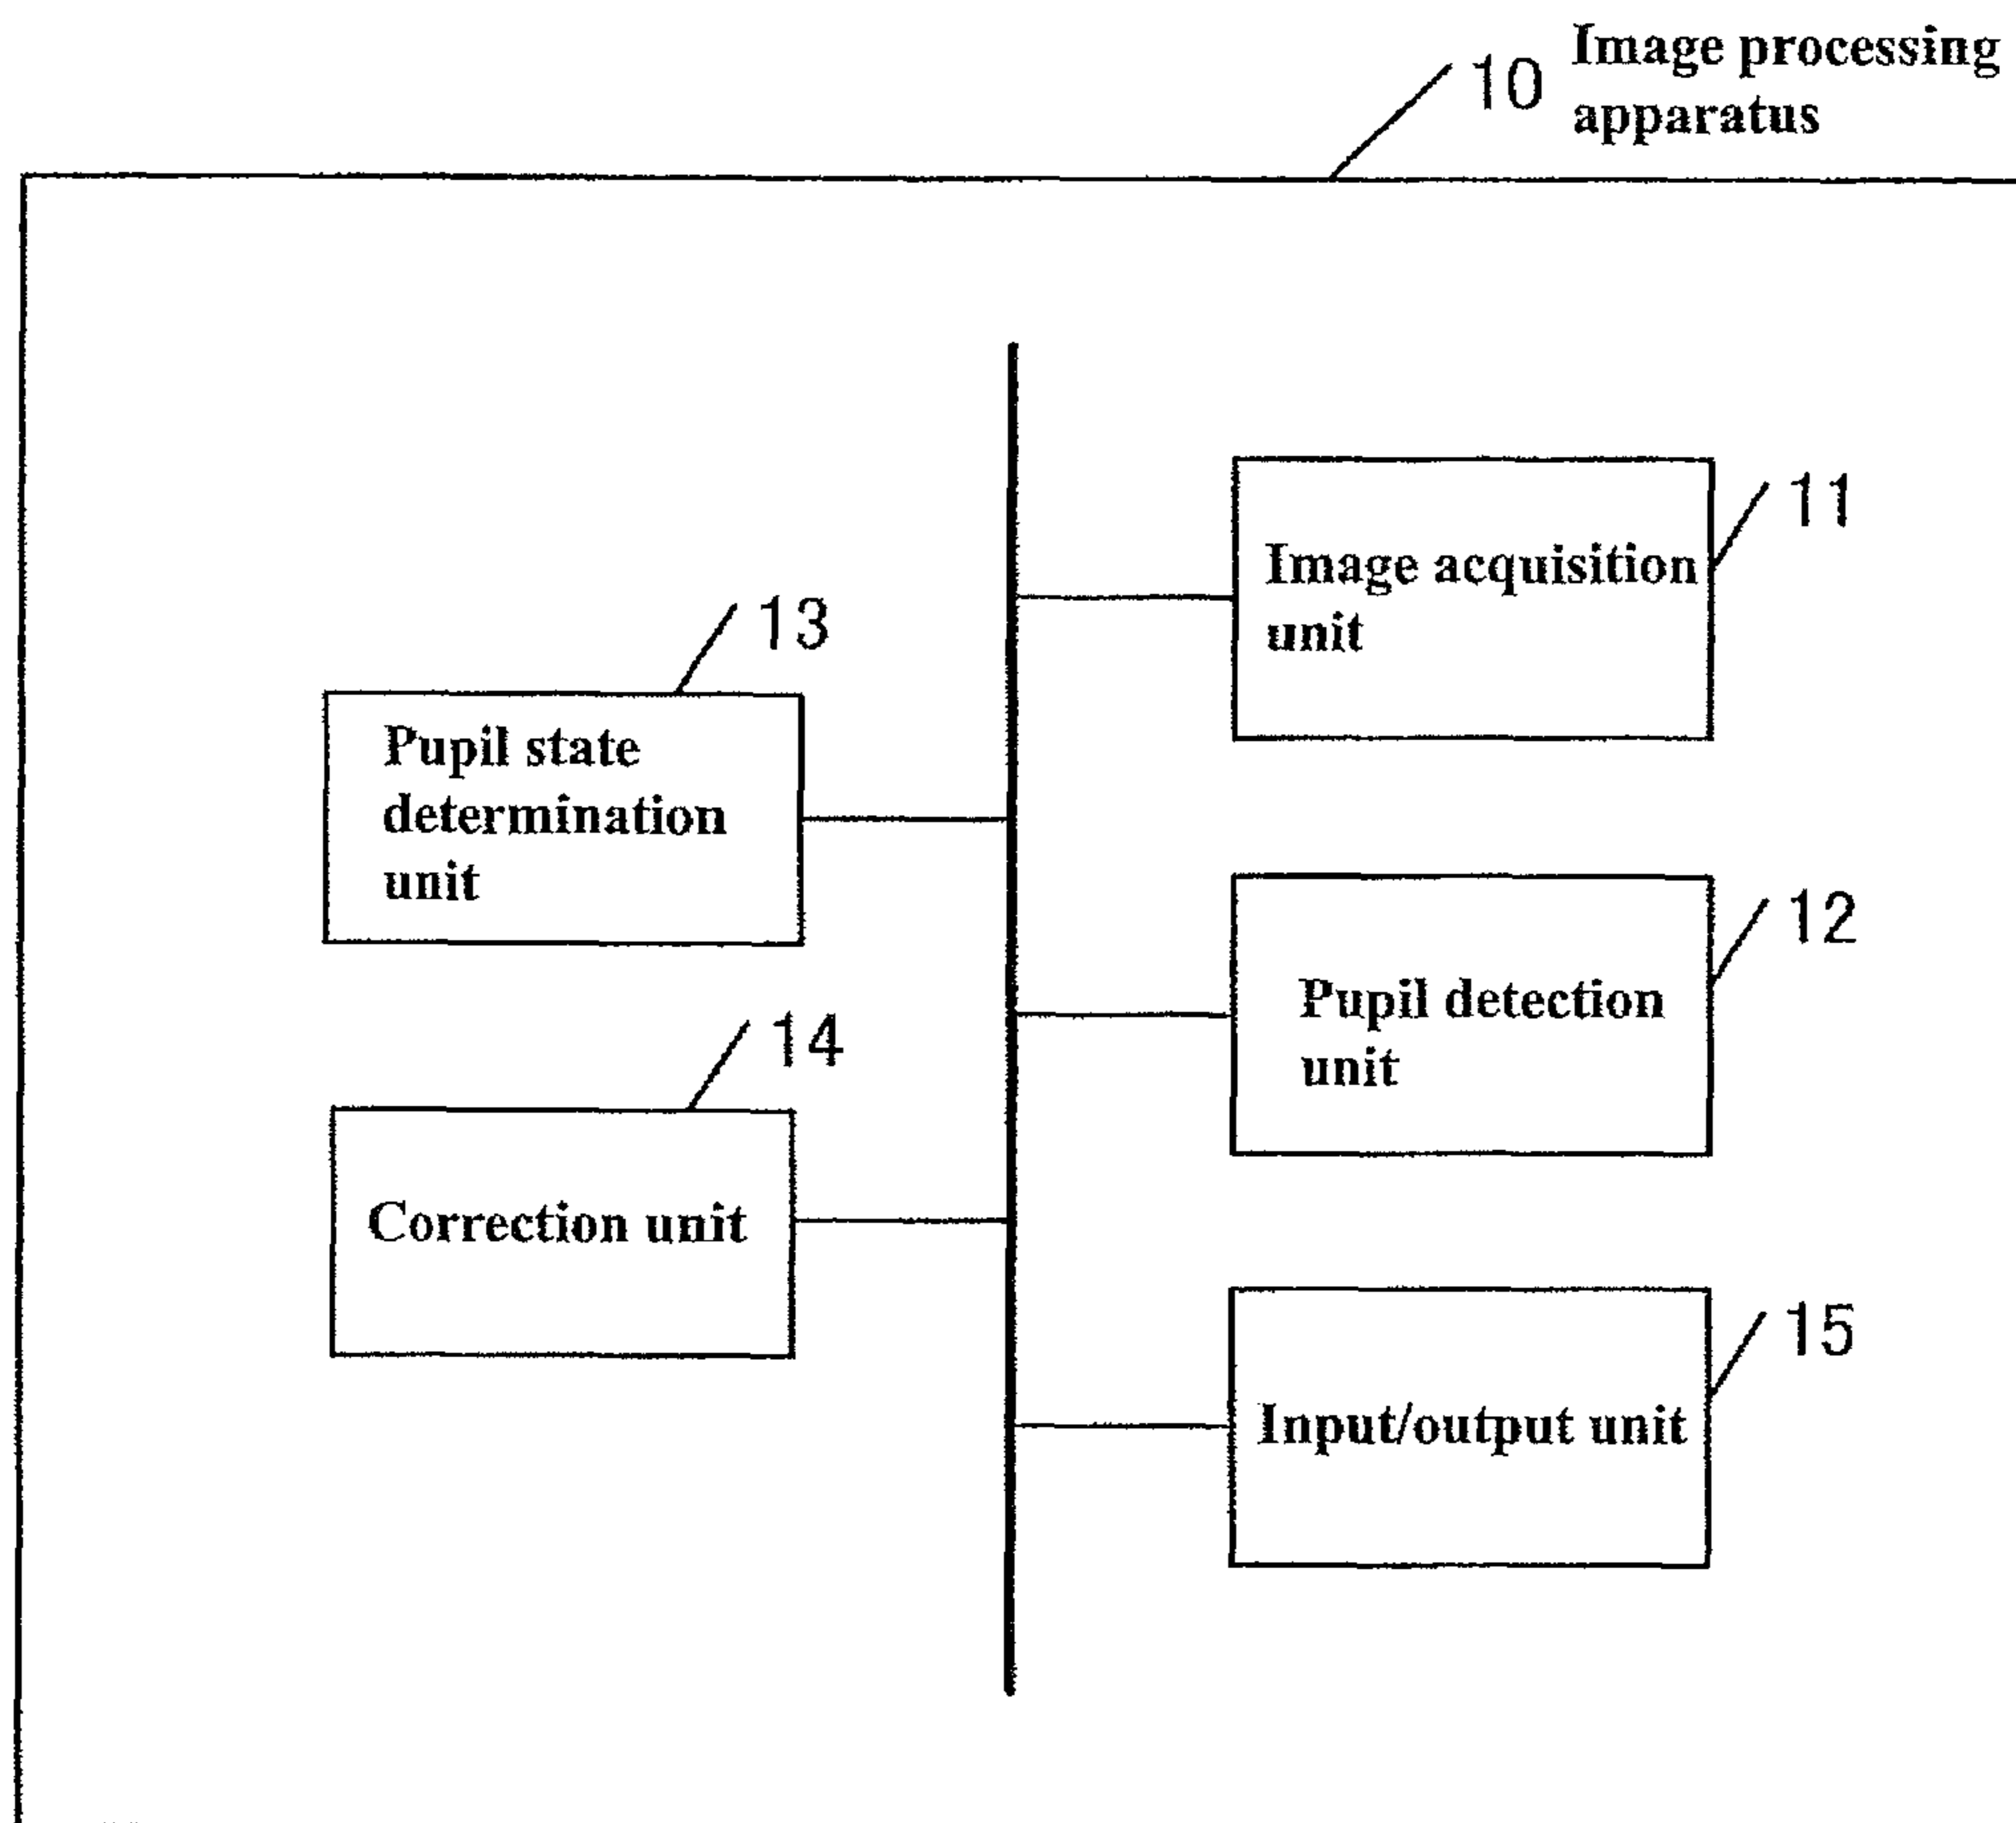 10 Image processing
apparatus
11
Image acquisition
unit
13
Pupil state
determination
unit
12
Pupil detection
unit
14
Correction unit
15
Input/output unit